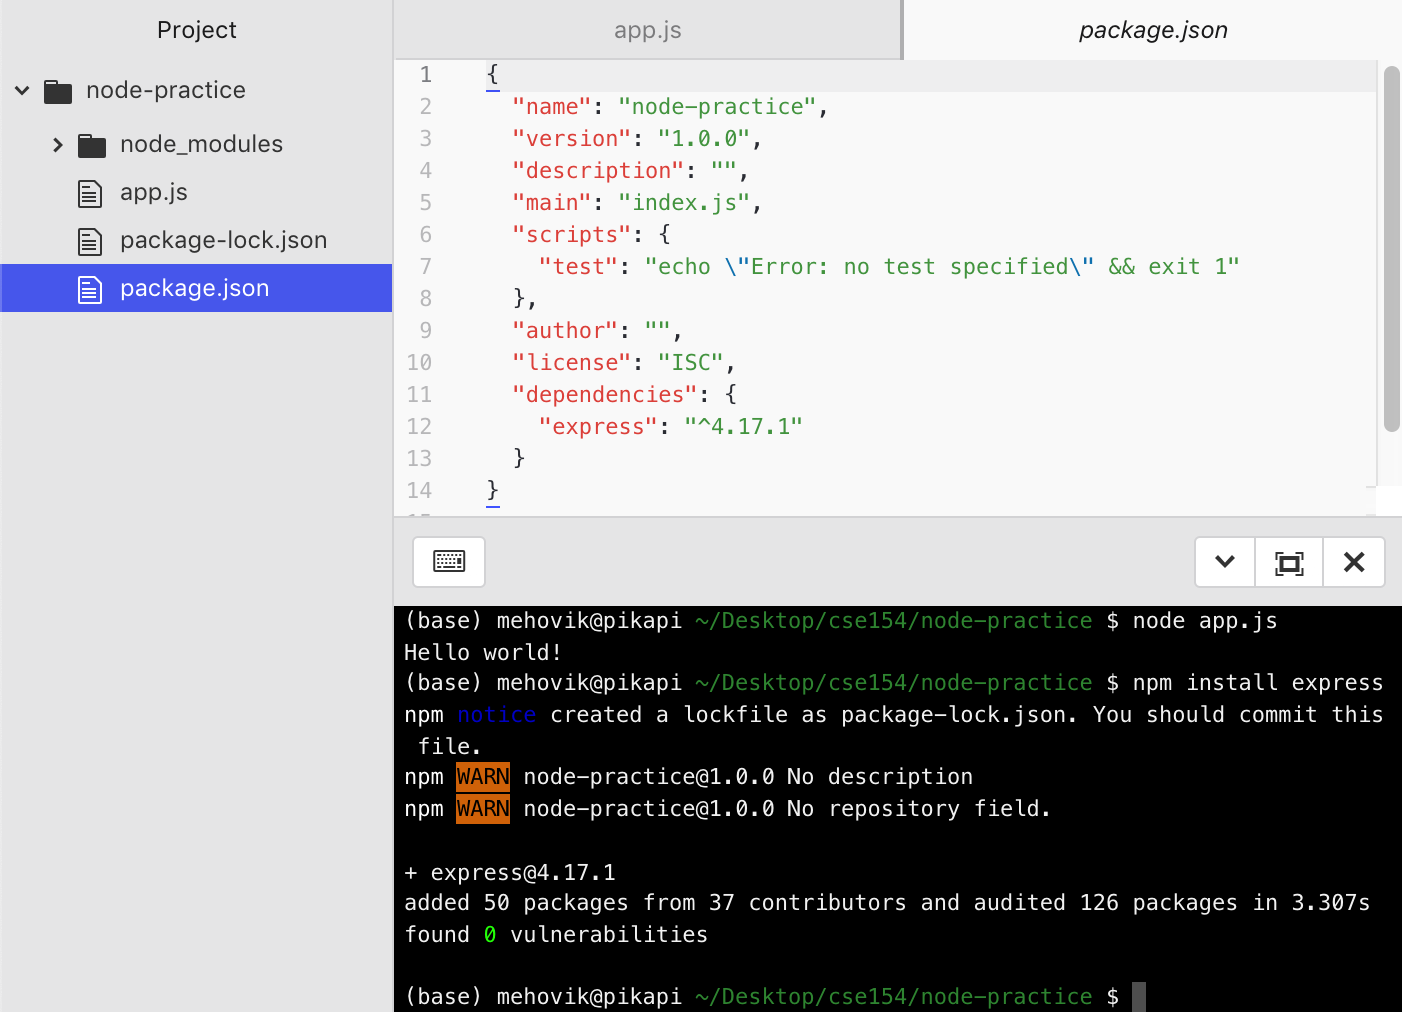 Project
node-practice
node_modules
app.js
package-lock.json
package.json
app.js
package.json
1 {
2 "name": "node-practice",
3 "version": "1.0.0",
4 "description": "",
5 "main": "index.js",
6 "scripts": {
7 "test": "echo \"Error: no test specified\" && exit 1"
8 },
9 "author": "",
10 "license": "ISC",
11 "dependencies": {
12 "express": "^4.17.1"
13 }
14 }
(base) mehovik@pikapi ~/Desktop/cse154/node-practice $ node app.js
Hello world!
(base) mehovik@pikapi ~/Desktop/cse154/node-practice $ npm install express
npm notice created a lockfile as package-lock.json. You should commit this
file.
npm WARN node-practice@1.0.0 No description
npm WARN node-practice@1.0.0 No repository field.
+ express@4.17.1
added 50 packages from 37 contributors and audited 126 packages in 3.307s
found 0 vulnerabilities
(base) mehovik@pikapi ~/Desktop/cse154/node-practice $